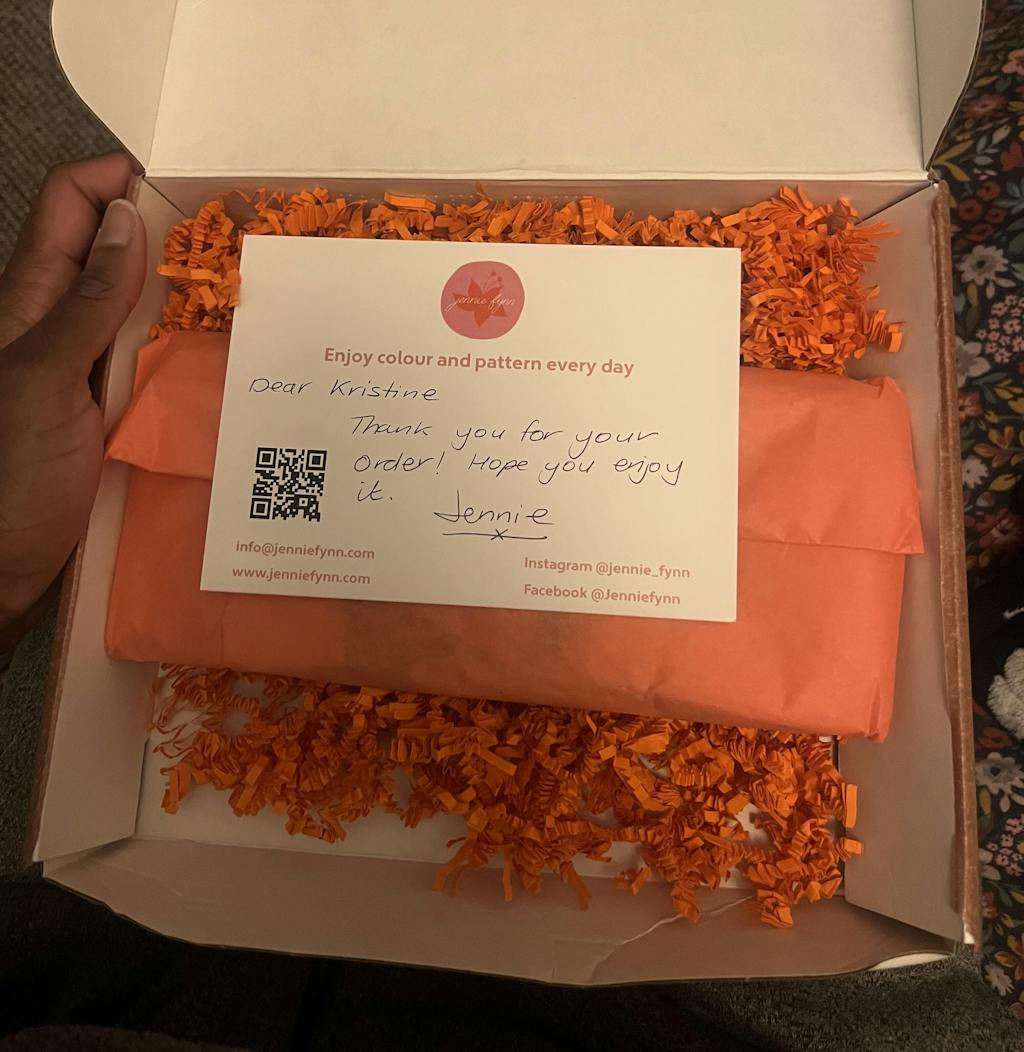 jennie fynn
Enjoy colour and pattern every day
Dear Kristine
Thank you for your
order! Hope you enjoy
it.
Jennie
x
info@jenniefynn.com
www.jenniefynn.com
Instagram @jennie_fynn
Facebook @Jenniefynn